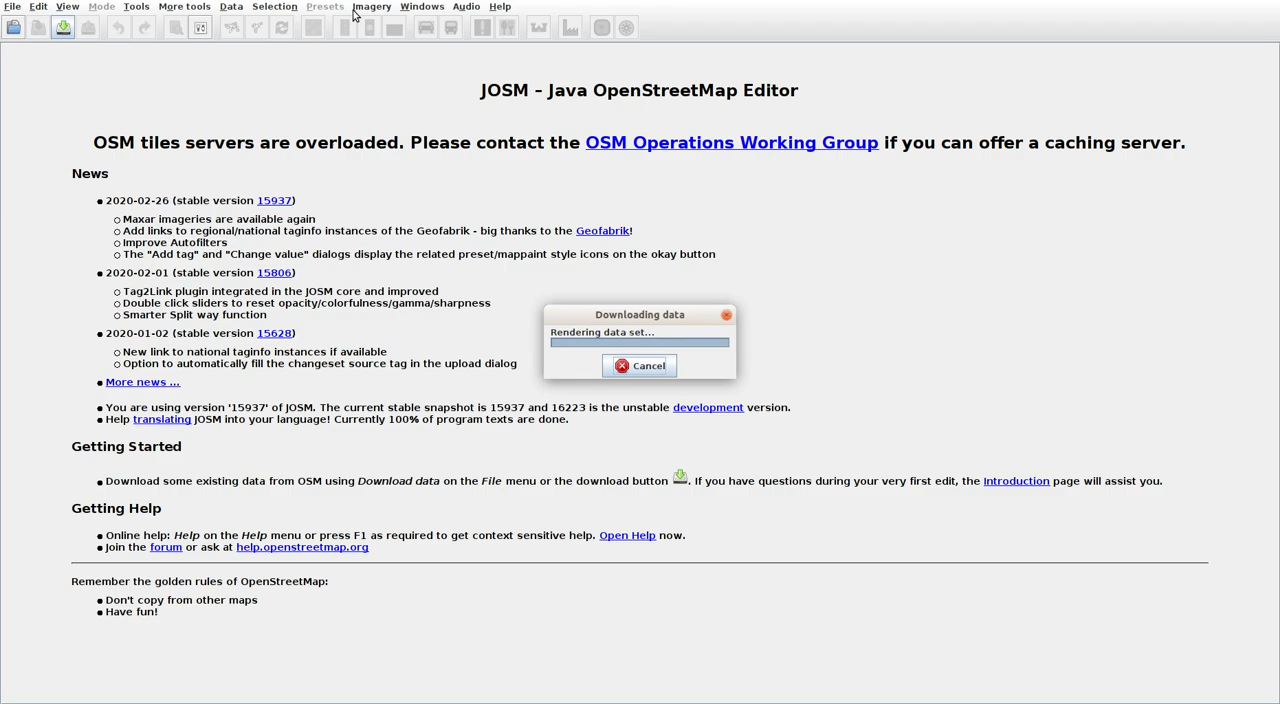 File Edit View Mode Tools More tools Data Selection Presets Imagery Windows Audio Help
JOSM – Java OpenStreetMap Editor
OSM tiles servers are overloaded. Please contact the OSM Operations Working Group if you can offer a caching server.
News
2020-02-26 (stable version 15937)
Maxar imageries are available again
Add links to regional/national taginfo instances of the Geofabrik - big thanks to the Geofabrik!
Improve Autofilters
The "Add tag" and "Change value" dialogs display the related preset/mappaint style icons on the okay button
2020-02-01 (stable version 15806)
Tag2Link plugin integrated in the JOSM core and improved
Double click sliders to reset opacity/colorfulness/gamma/sharpness
Smarter Split way function
2020-01-02 (stable version 15628)
New link to national taginfo instances if available
Option to automatically fill the changeset source tag in the upload dialog
More news ...
You are using version '15937' of JOSM. The current stable snapshot is 15937 and 16223 is the unstable development version.
Help translating JOSM into your language! Currently 100% of program texts are done.
Downloading data
Rendering data set...
Cancel
Getting Started
Download some existing data from OSM using Download data on the File menu or the download button . If you have questions during your very first edit, the Introduction page will assist you.
Getting Help
Online help: Help on the Help menu or press F1 as required to get context sensitive help. Open Help now.
Join the forum or ask at help.openstreetmap.org
Remember the golden rules of OpenStreetMap:
Don't copy from other maps
Have fun!